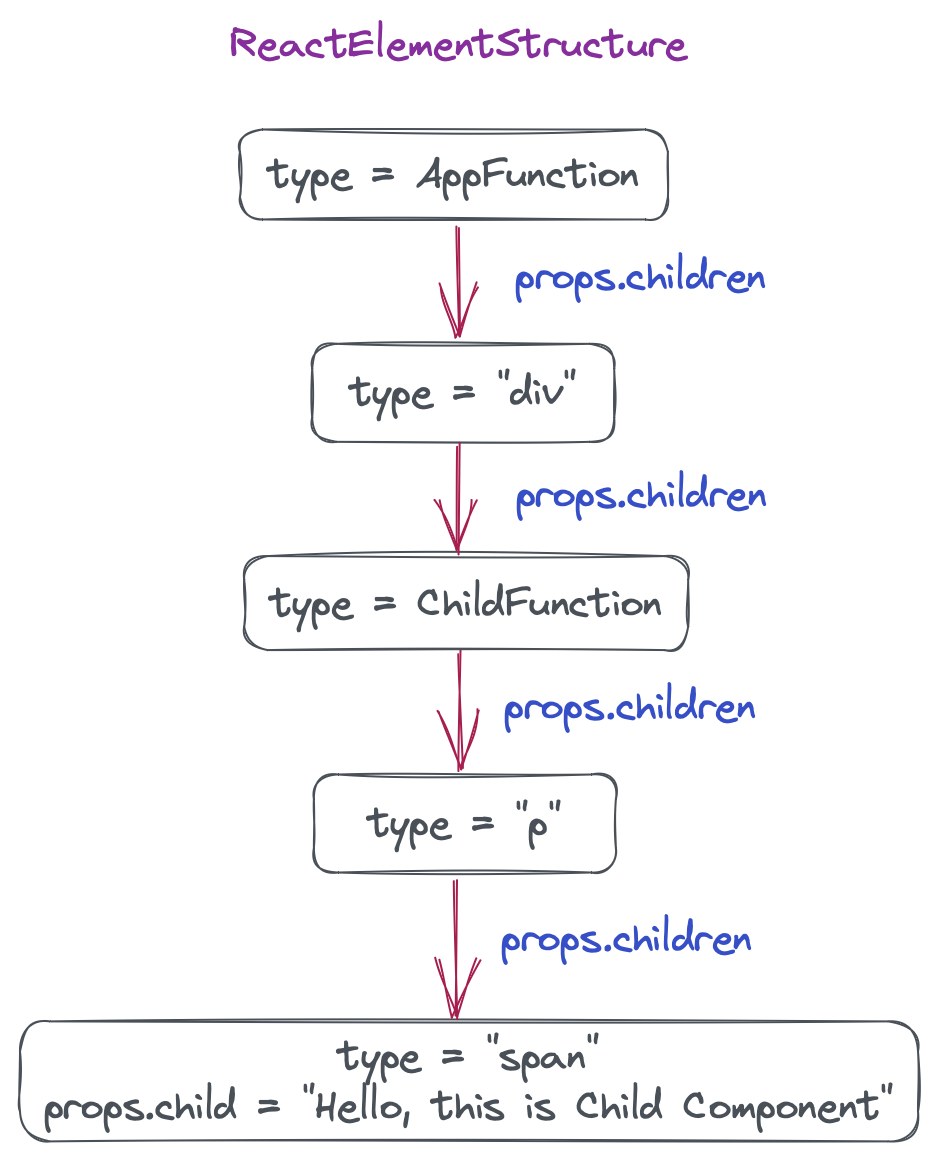 ReactElementStructure
type = AppFunction
props.children
type = "div"
props.children
type = ChildFunction
props.children
type = "p"
props.children
type = "span"
props.child = "Hello, this is Child Component"